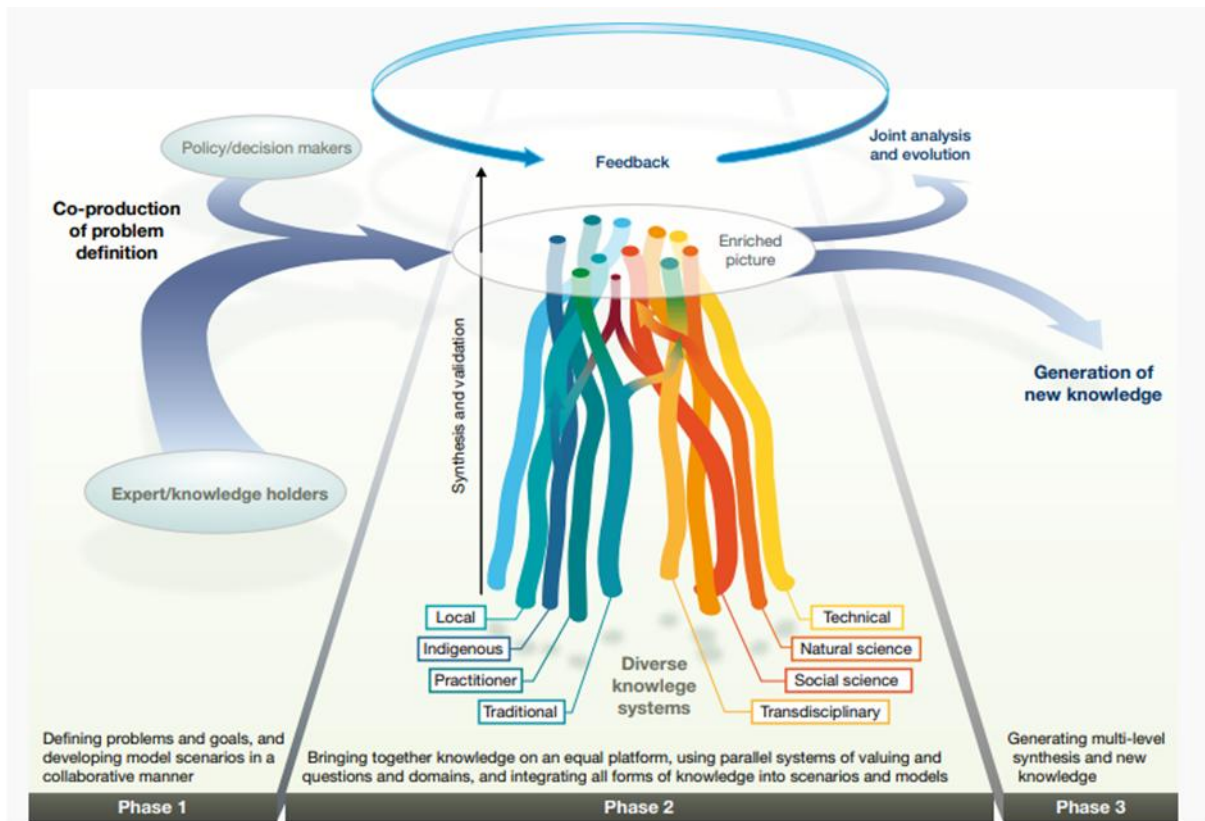 Policy/decision makers
Co-production
of problem
definition
Expert/knowledge holders
Feedback
Joint analysis
and evolution
Enriched
picture
Generation of
new knowledge
Synthesis and validation
Local
Indigenous
Practitioner
Traditional
Diverse
knowlege
systems
Technical
Natural science
Social science
Transdisciplinary
Defining problems and goals, and
developing model scenarios in a
collaborative manner
Bringing together knowledge on an equal platform, using parallel systems of valuing and
questions and domains, and integrating all forms of knowledge into scenarios and models
Generating multi-level
synthesis and new
knowledge
Phase 1
Phase 2
Phase 3